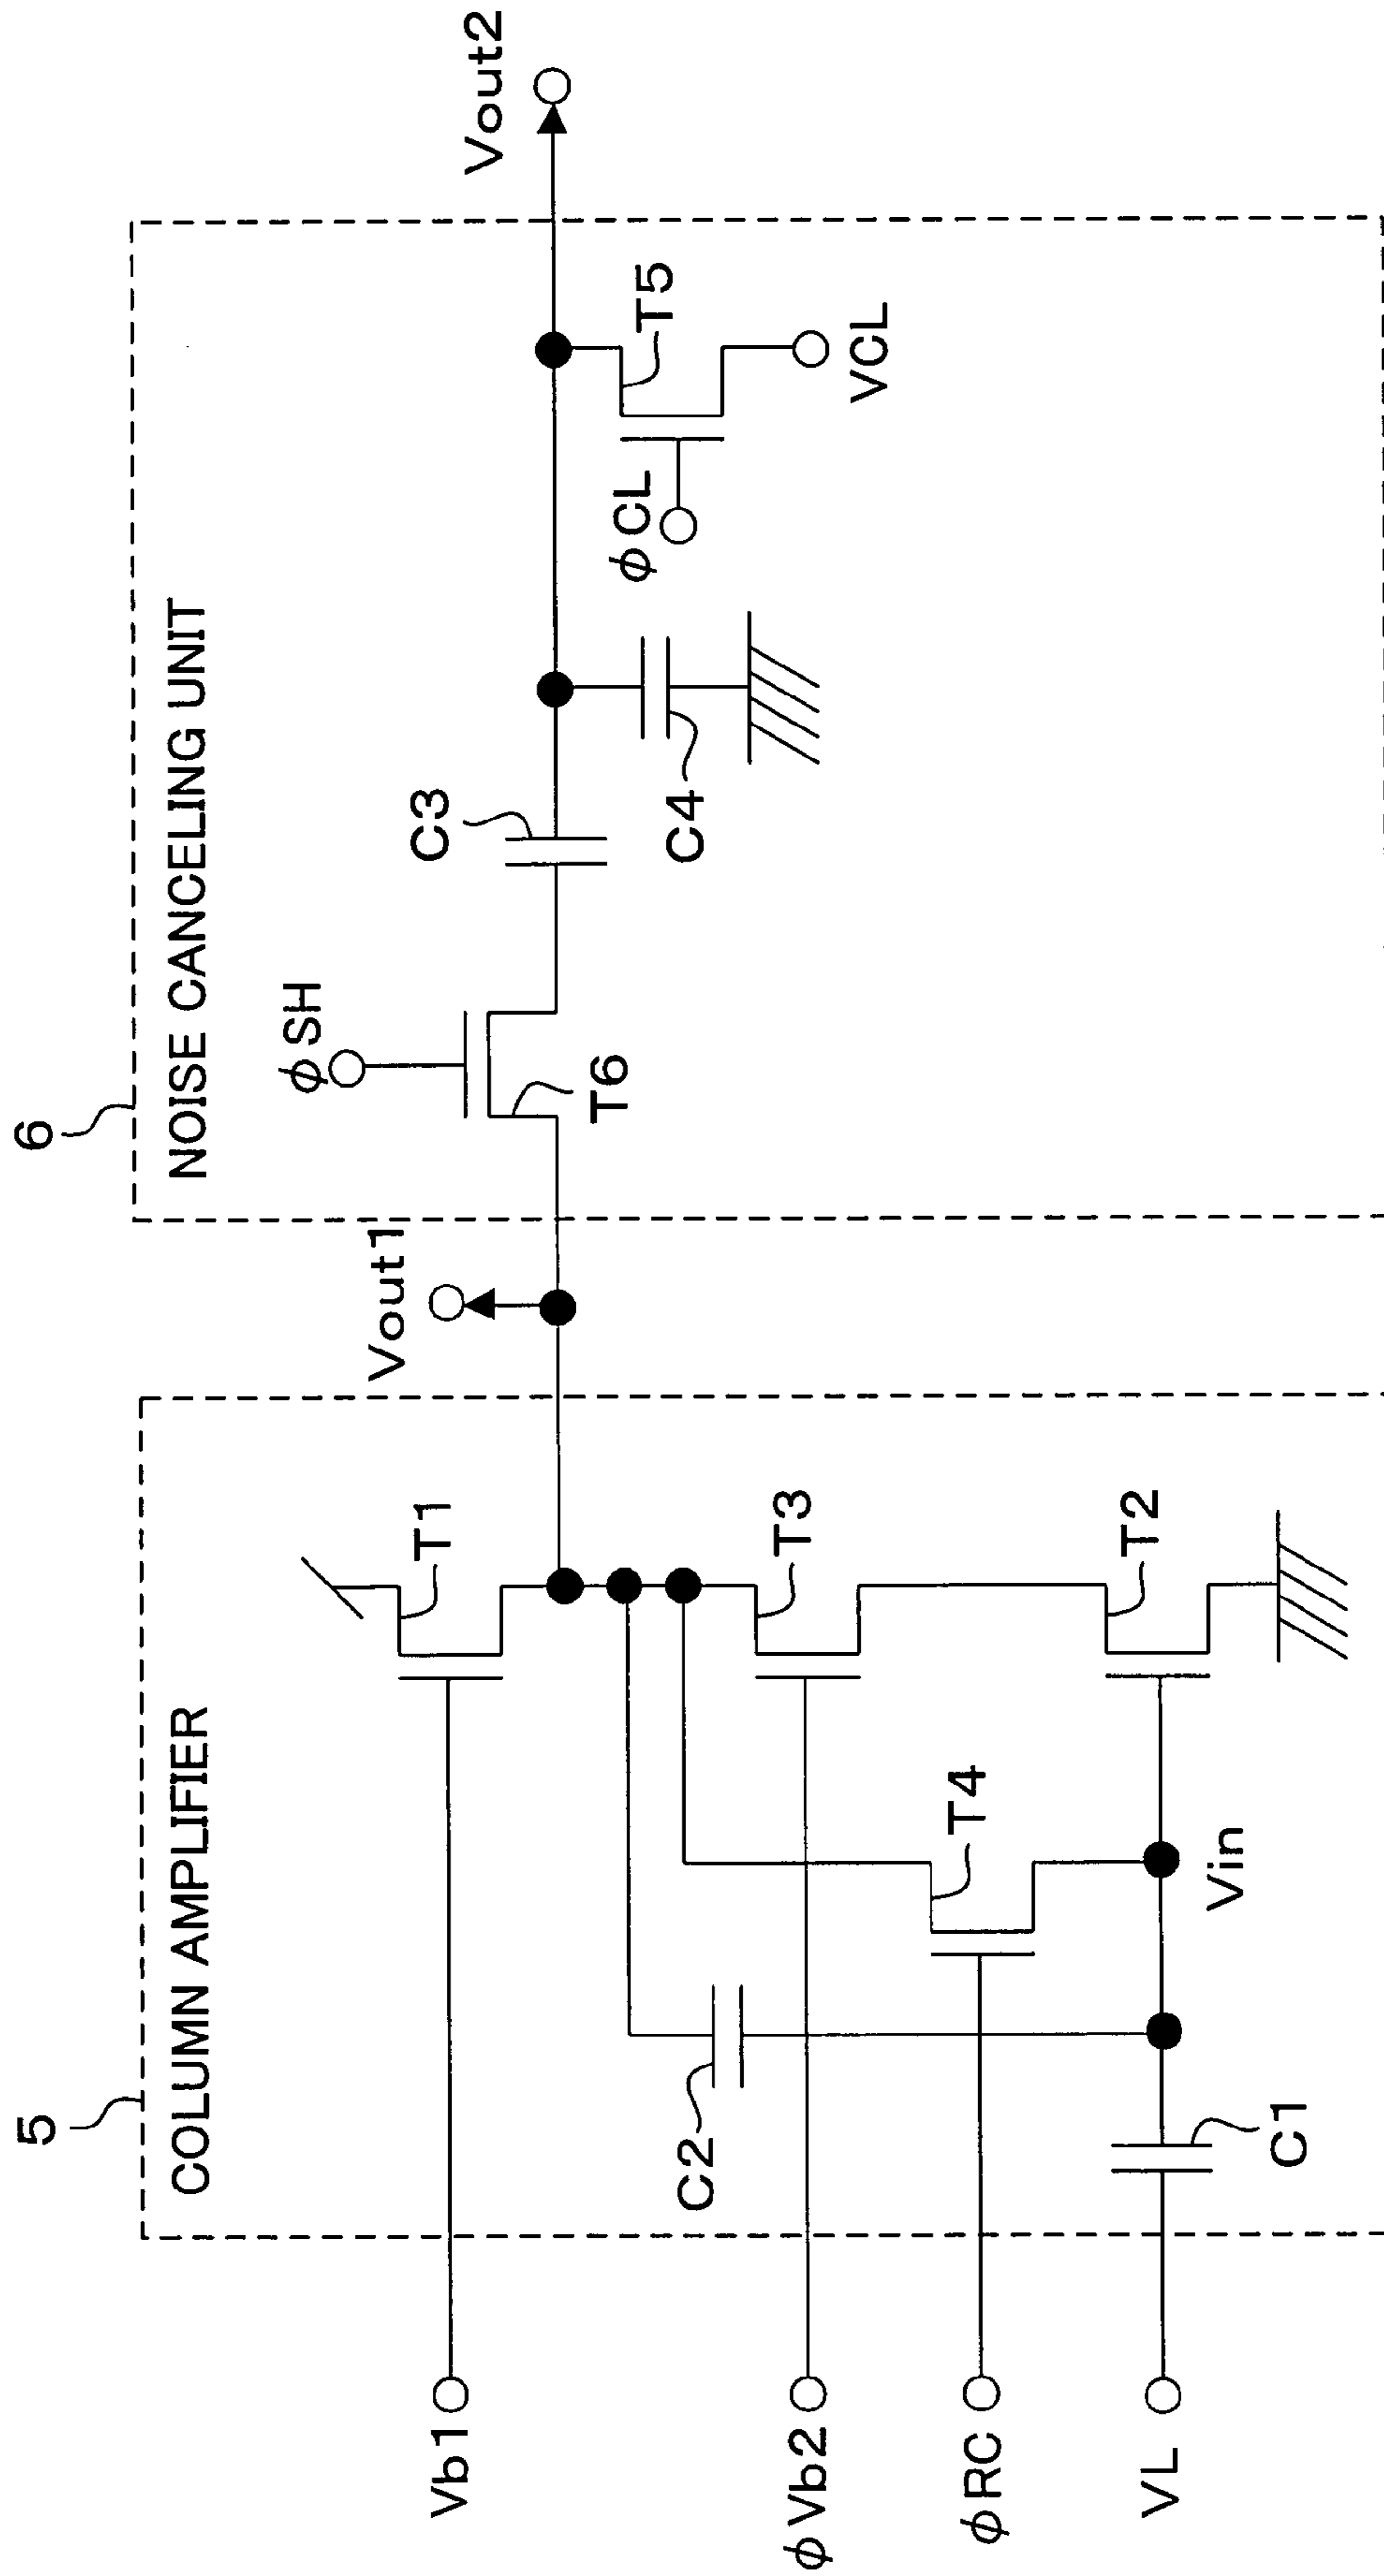 5
COLUMN AMPLIFIER
Vb1
T1
C2
φVb2
T3
T4
φRC
VL
C1
Vin
T2
Vout1
6
NOISE CANCELING UNIT
φSH
T6
C3
C4
φCL
T5
VCL
Vout2